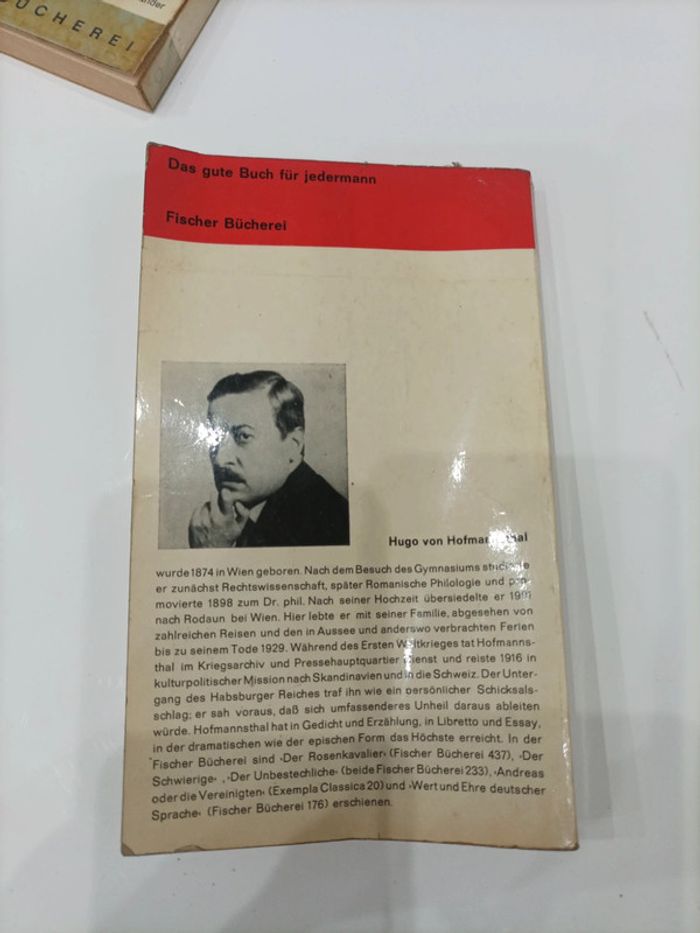 BÜCHEREI
Das gute Buch für jedermann
Fischer Bücherei
Hugo von
wurde 1874 in Wien geboren. Nach dem Besuch des Gymnasiums
er zunächst Rechtswissenschaft, später Romanische Philologie und
movierte 1898 zum Dr. phil. Nach seiner Hochzeit übersiedelte er
nach Rodaun bei Wien. Hier lebte er mit seiner Familie, abgesehen von
zahlreichen Reisen und den in Aussee und anderswo verbrachten Ferien
bis zu seinem Tode 1929. Während des Ersten Weltkrieges tat Hofmanns-
thal im Kriegsarchiv und Pressehauptquartier Dienst und reiste 1916 in
kulturpolitischer Mission nach Skandinavien und in die Schweiz. Der Unter-
gang des Habsburger Reiches traf ihn wie ein persönlicher Schicksals-
schlag; er sah voraus, daß sich umfassenderes Unheil daraus ableiten
würde. Hofmannsthal hat in Gedicht und Erzählung, in Libretto und Essay,
in der dramatischen wie der epischen Form das Höchste erreicht. In der
Fischer Bücherei sind ›Der Rosenkavalier‹ (Fischer Bücherei 437), ›Der
Schwierige‹ , ›Der Unbestechliche‹ (beide Fischer Bücherei 233), ›Andreas
oder die Vereinigten‹ (Exempla Classica 20) und ›Wert und Ehre deutscher
Sprache‹ (Fischer Bücherei 176) erschienen.